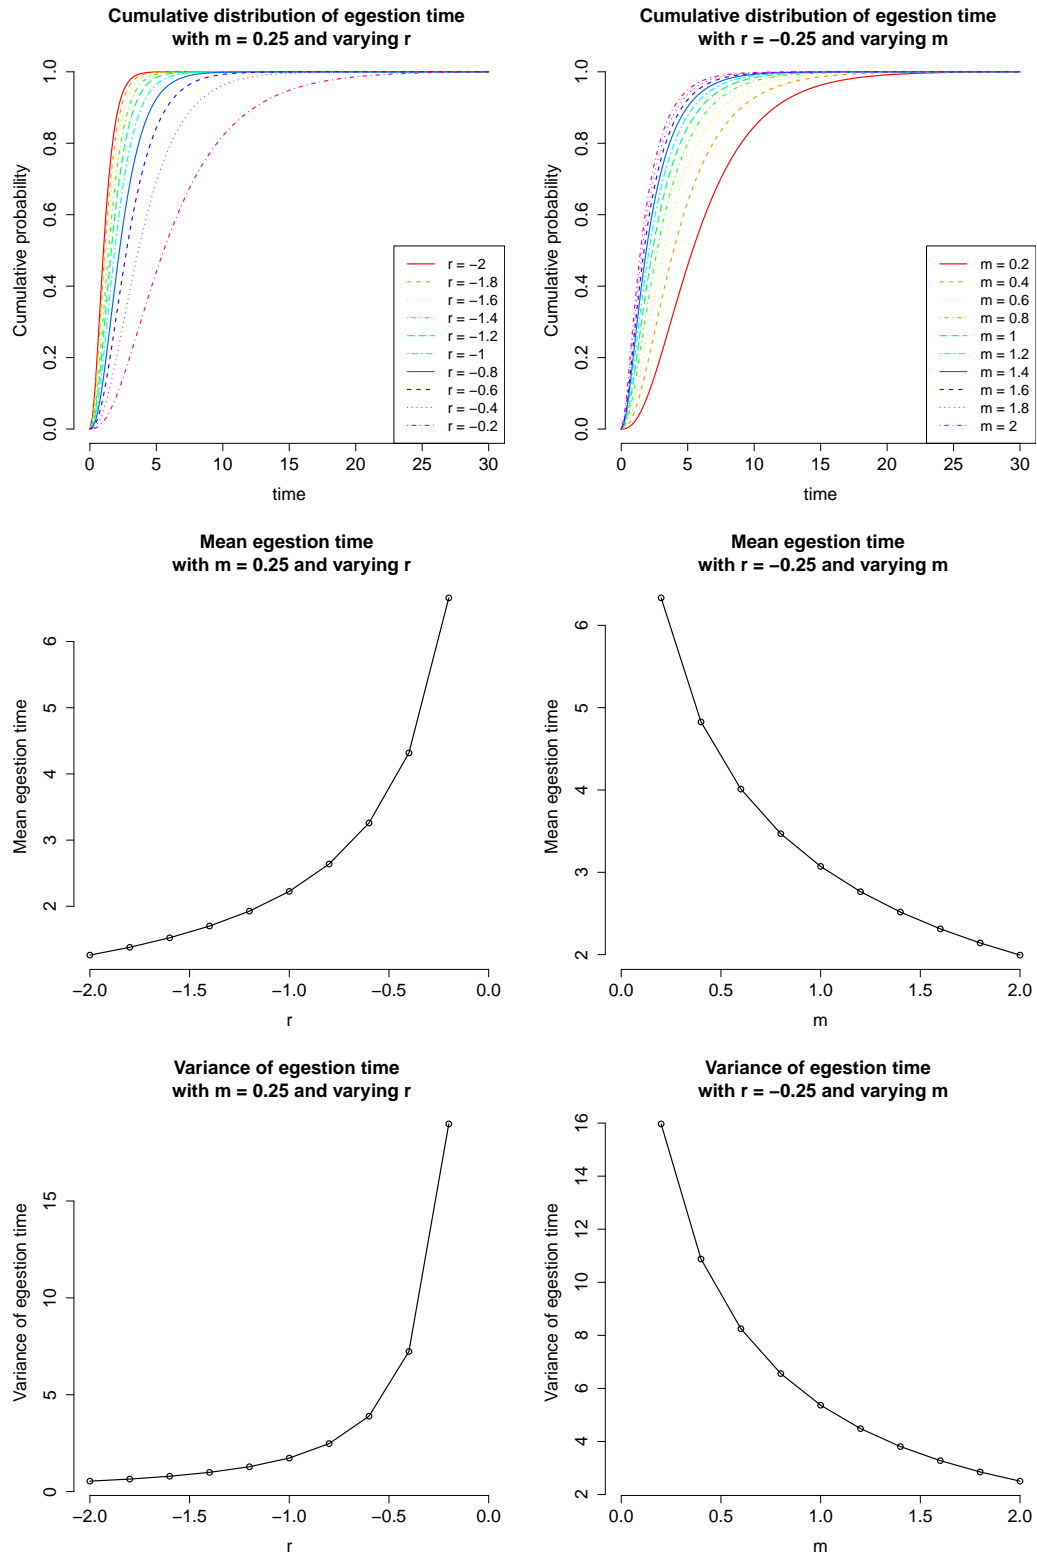 Cumulative distribution of egestion time
with m = 0.25 and varying r
Cumulative probability
1.0
0.8
0.6
0.4
0.2
0.0
r = −2
r = −1.8
r = −1.6
r = −1.4
r = −1.2
r = −1
r = −0.8
r = −0.6
r = −0.4
r = −0.2
0 5 10 15 20 25 30
time
Cumulative distribution of egestion time
with r = −0.25 and varying m
Cumulative probability
1.0
0.8
0.6
0.4
0.2
0.0
m = 0.2
m = 0.4
m = 0.6
m = 0.8
m = 1
m = 1.2
m = 1.4
m = 1.6
m = 1.8
m = 2
0 5 10 15 20 25 30
time
Mean egestion time
with m = 0.25 and varying r
Mean egestion time
6
5
4
3
2
−2.0 −1.5 −1.0 −0.5 0.0
r
Mean egestion time
with r = −0.25 and varying m
Mean egestion time
6
5
4
3
2
0.0 0.5 1.0 1.5 2.0
m
Variance of egestion time
with m = 0.25 and varying r
Variance of egestion time
15
10
5
0
−2.0 −1.5 −1.0 −0.5 0.0
r
Variance of egestion time
with r = −0.25 and varying m
Variance of egestion time
16
14
12
10
8
6
4
2
0.0 0.5 1.0 1.5 2.0
m